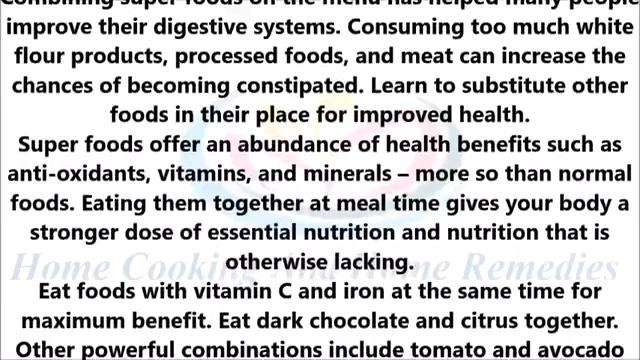 Combining super foods on the menu has helped many people
improve their digestive systems. Consuming too much white
flour products, processed foods, and meat can increase the
chances of becoming constipated. Learn to substitute other
foods in their place for improved health.
Super foods offer an abundance of health benefits such as
anti-oxidants, vitamins, and minerals – more so than normal
foods. Eating them together at meal time gives your body a
stronger dose of essential nutrition and nutrition that is
otherwise lacking.
Home Cooking And Home Remedies
Eat foods with vitamin C and iron at the same time for
maximum benefit. Eat dark chocolate and citrus together.
Other powerful combinations include tomato and avocado